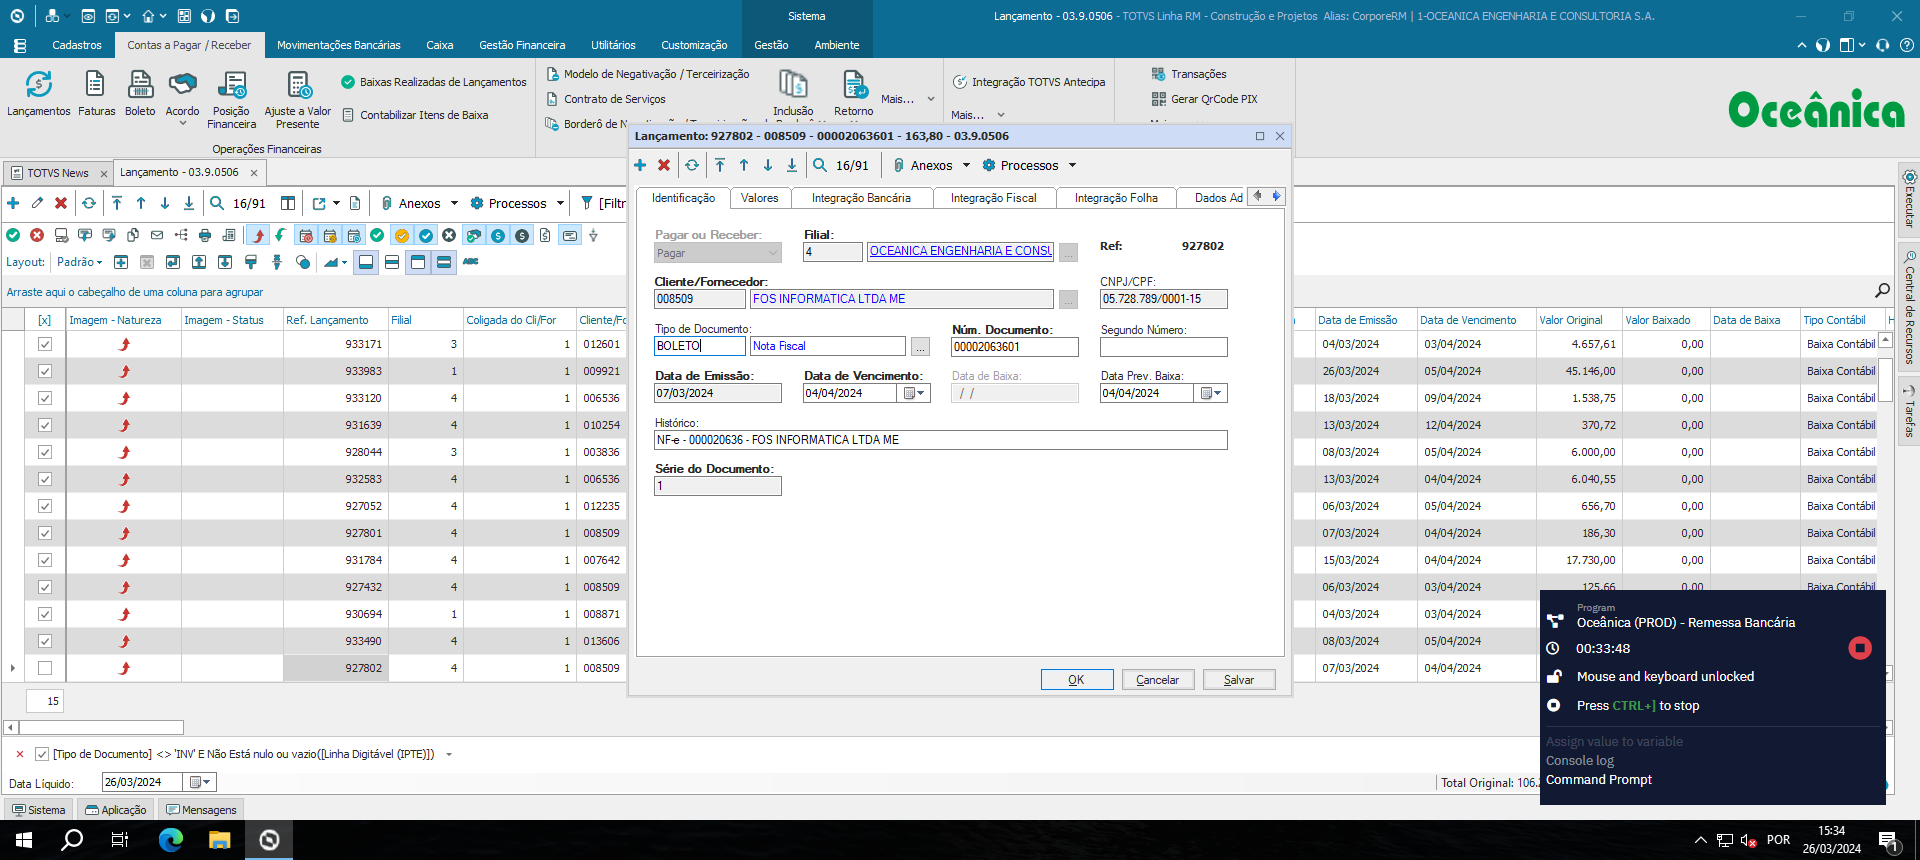 Sistema
Lançamento - 03.9.0506 - TOTVS Linha RM - Construção e Projetos Alias: CorporeRM | 1-OCEANICA ENGENHARIA E CONSULTORIA S.A.
Cadastros Contas a Pagar / Receber Movimentações Bancárias Caixa Gestão Financeira Utilitários Customização Gestão Ambiente
Lançamentos Faturas Boleto Acordo Posição Financeira Ajuste a Valor Presente
Baixas Realizadas de Lançamentos
Contabilizar Itens de Baixa
Operações Financeiras
Modelo de Negativação / Terceirização
Contrato de Serviços
Inclusão
Retorno
Mais...
Integração TOTVS Antecipa
Mais...
Transações
Gerar QrCode PIX
Oceânica
TOTVS News
Lançamento - 03.9.0506
16/91 Anexos Processos [Filtr
Layout: Padrão
Arraste aqui o cabeçalho de uma coluna para agrupar
[x] Imagem - Natureza Imagem - Status Ref. Lançamento Filial Coligada do Cli/For Cliente/Fo
933171 3 1 012601
933983 1 1 009921
933120 4 1 006536
931639 4 1 010254
928044 3 1 003836
932583 4 1 006536
927052 4 1 012235
927801 4 1 008509
931784 4 1 007642
927432 4 1 008509
930694 1 1 008871
933490 4 1 013606
927802 4 1 008509
15
[Tipo de Documento] <> 'INV' E Não Está nulo ou vazio([Linha Digitável (IPTE)])
Data Líquido: 26/03/2024
Sistema Aplicação Mensagens
Lançamento: 927802 - 008509 - 00002063601 - 163,80 - 03.9.0506
16/91 Anexos Processos
Identificação Valores Integração Bancária Integração Fiscal Integração Folha Dados Ad
Pagar ou Receber: Filial:
Pagar 4 OCEANICA ENGENHARIA E CONSU ... Ref: 927802
Cliente/Fornecedor: CNPJ/CPF:
008509 FOS INFORMATICA LTDA ME ... 05.728.789/0001-15
Tipo de Documento: Núm. Documento: Segundo Número:
BOLETO Nota Fiscal ... 00002063601
Data de Emissão: Data de Vencimento: Data de Baixa: Data Prev. Baixa:
07/03/2024 04/04/2024 / / 04/04/2024
Histórico:
NF-e - 000020636 - FOS INFORMATICA LTDA ME
Série do Documento:
1
OK Cancelar Salvar
Data de Emissão Data de Vencimento Valor Original Valor Baixado Data de Baixa Tipo Contábil H
04/03/2024 03/04/2024 4.657,61 0,00 Baixa Contábil
26/03/2024 05/04/2024 45.146,00 0,00 Baixa Contábil
18/03/2024 09/04/2024 1.538,75 0,00 Baixa Contábil
13/03/2024 12/04/2024 370,72 0,00 Baixa Contábil
08/03/2024 05/04/2024 6.000,00 0,00 Baixa Contábil
13/03/2024 04/04/2024 6.040,55 0,00 Baixa Contábil
06/03/2024 05/04/2024 656,70 0,00 Baixa Contábil
07/03/2024 04/04/2024 186,30 0,00 Baixa Contábil
15/03/2024 04/04/2024 17.730,00 0,00 Baixa Contábil
06/03/2024 03/04/2024 125,66 0,00 Baixa Contábil
04/03/2024 03/04/2024
08/03/2024 05/04/2024
07/03/2024 04/04/2024
Total Original: 106.
Executar
Central de Recursos
Tarefas
Program
Oceânica (PROD) - Remessa Bancária
00:33:48
Mouse and keyboard unlocked
Press CTRL+] to stop
Assign value to variable
Console log
Command Prompt
POR
15:34
26/03/2024
1